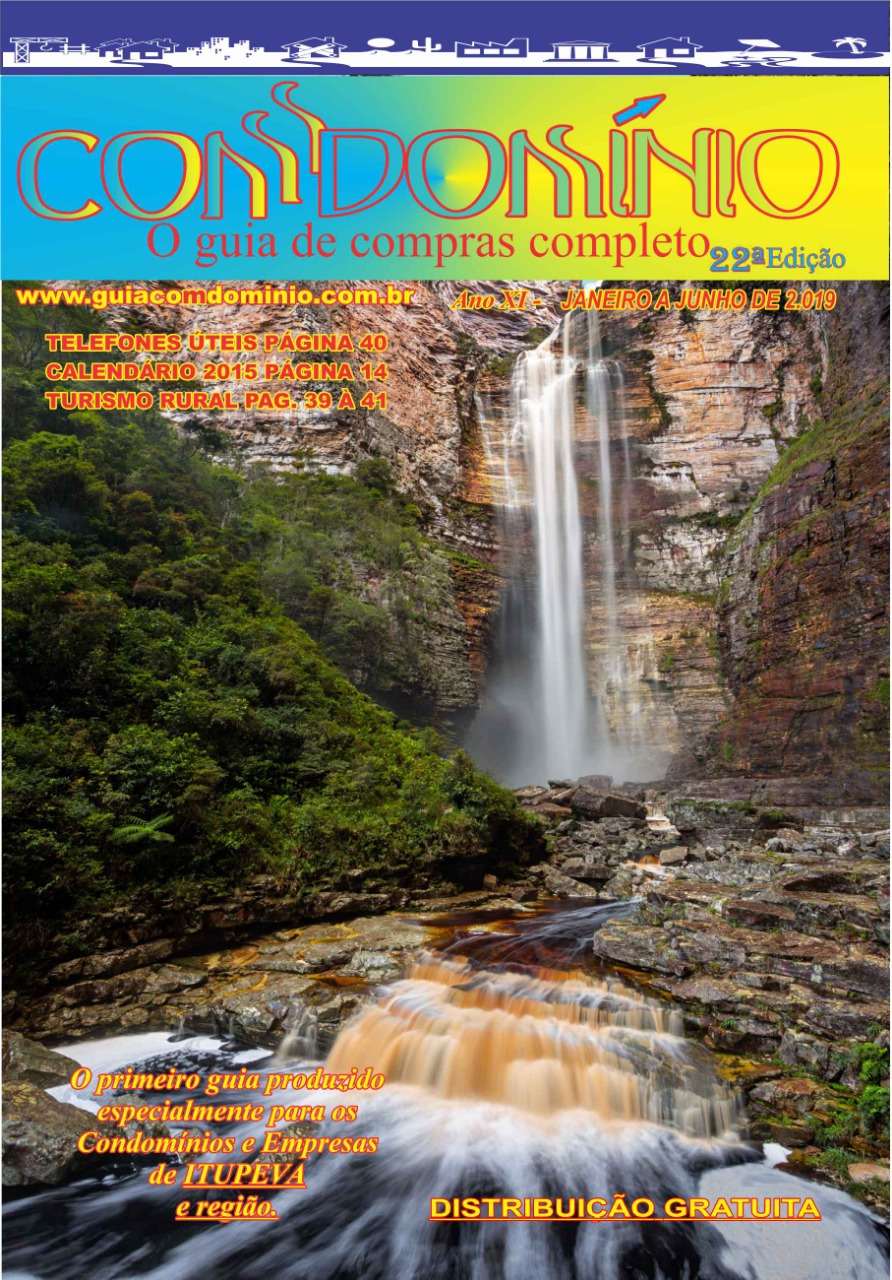 COMDOMÍNIO
O guia de compras completo
22ª Edição
www.guiacomdominio.com.br
Ano XI - JANEIRO A JUNHO DE 2.019
TELEFONES ÚTEIS PÁGINA 40
CALENDÁRIO 2015 PÁGINA 14
TURISMO RURAL PAG. 39 À 41
O primeiro guia produzido
especialmente para os
Condomínios e Empresas
de ITUPEVA
e região.
DISTRIBUIÇÃO GRATUITA